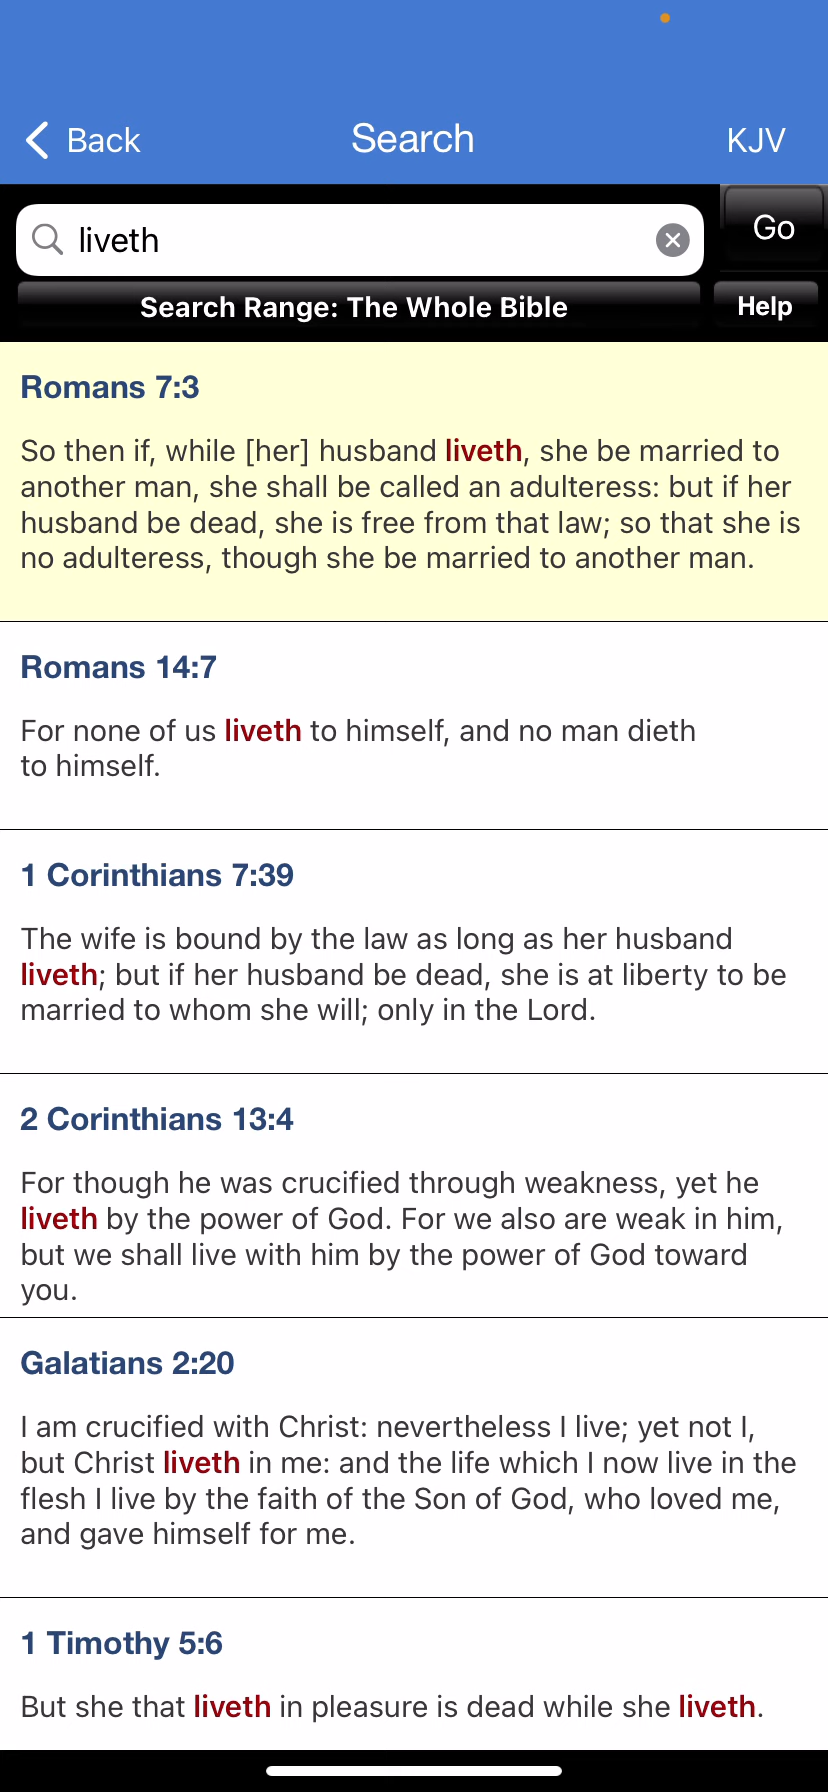 Back Search KJV
liveth Go
Search Range: The Whole Bible Help
Romans 7:3
So then if, while [her] husband liveth, she be married to
another man, she shall be called an adulteress: but if her
husband be dead, she is free from that law; so that she is
no adulteress, though she be married to another man.
Romans 14:7
For none of us liveth to himself, and no man dieth
to himself.
1 Corinthians 7:39
The wife is bound by the law as long as her husband
liveth; but if her husband be dead, she is at liberty to be
married to whom she will; only in the Lord.
2 Corinthians 13:4
For though he was crucified through weakness, yet he
liveth by the power of God. For we also are weak in him,
but we shall live with him by the power of God toward
you.
Galatians 2:20
I am crucified with Christ: nevertheless I live; yet not I,
but Christ liveth in me: and the life which I now live in the
flesh I live by the faith of the Son of God, who loved me,
and gave himself for me.
1 Timothy 5:6
But she that liveth in pleasure is dead while she liveth.